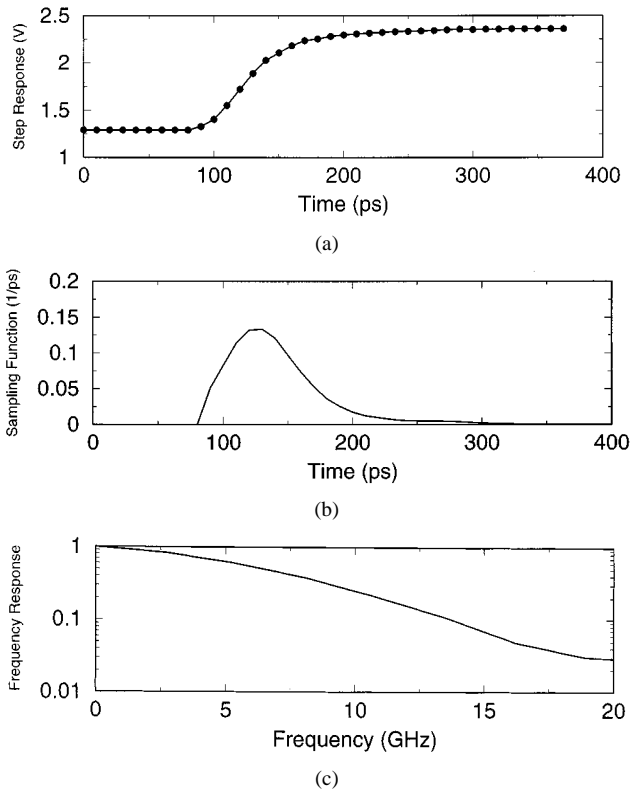 Step Response (V)
2.5
2
1.5
1
0 100 200 300 400
Time (ps)
(a)
Sampling Function (1/ps)
0.2
0.15
0.1
0.05
0
0 100 200 300 400
Time (ps)
(b)
Frequency Response
1
0.1
0.01
0 5 10 15 20
Frequency (GHz)
(c)